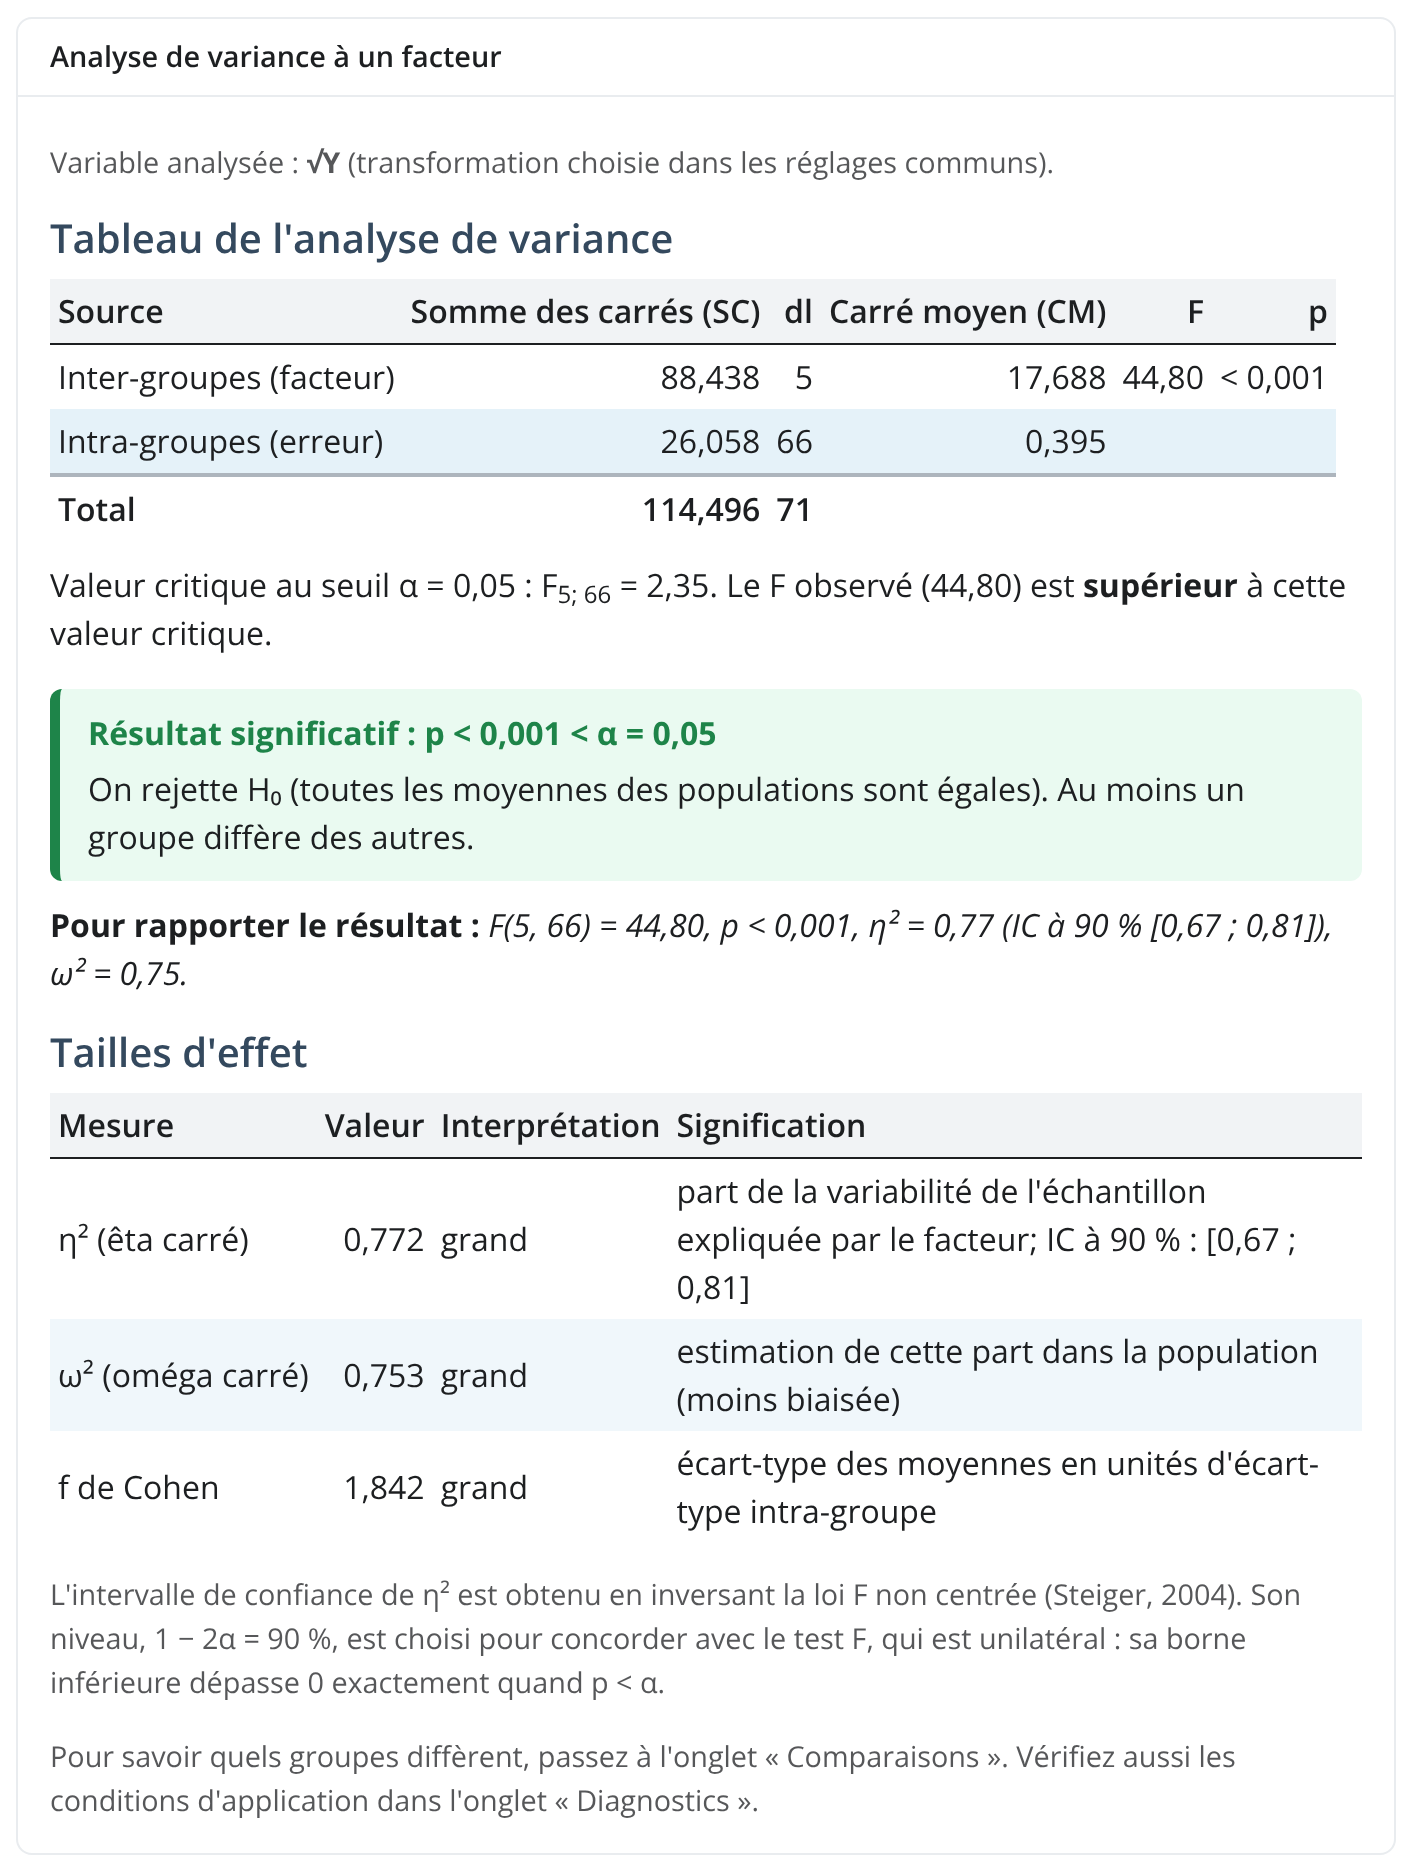 Analyse de variance à un facteur
Variable analysée : √Y (transformation choisie dans les réglages communs).
Tableau de l'analyse de variance
Source Somme des carrés (SC) dl Carré moyen (CM) F p
Inter-groupes (facteur) 88,438 5 17,688 44,80 < 0,001
Intra-groupes (erreur) 26,058 66 0,395
Total 114,496 71
Valeur critique au seuil α = 0,05 : F5; 66 = 2,35. Le F observé (44,80) est supérieur à cette
valeur critique.
Résultat significatif : p < 0,001 < α = 0,05
On rejette H₀ (toutes les moyennes des populations sont égales). Au moins un
groupe diffère des autres.
Pour rapporter le résultat : F(5, 66) = 44,80, p < 0,001, η² = 0,77 (IC à 90 % [0,67 ; 0,81]),
ω² = 0,75.
Tailles d'effet
Mesure Valeur Interprétation Signification
η² (êta carré) 0,772 grand part de la variabilité de l'échantillon
expliquée par le facteur; IC à 90 % : [0,67 ;
0,81]
ω² (oméga carré) 0,753 grand estimation de cette part dans la population
(moins biaisée)
f de Cohen 1,842 grand écart-type des moyennes en unités d'écart-
type intra-groupe
L'intervalle de confiance de η² est obtenu en inversant la loi F non centrée (Steiger, 2004). Son
niveau, 1 − 2α = 90 %, est choisi pour concorder avec le test F, qui est unilatéral : sa borne
inférieure dépasse 0 exactement quand p < α.
Pour savoir quels groupes diffèrent, passez à l'onglet « Comparaisons ». Vérifiez aussi les
conditions d'application dans l'onglet « Diagnostics ».